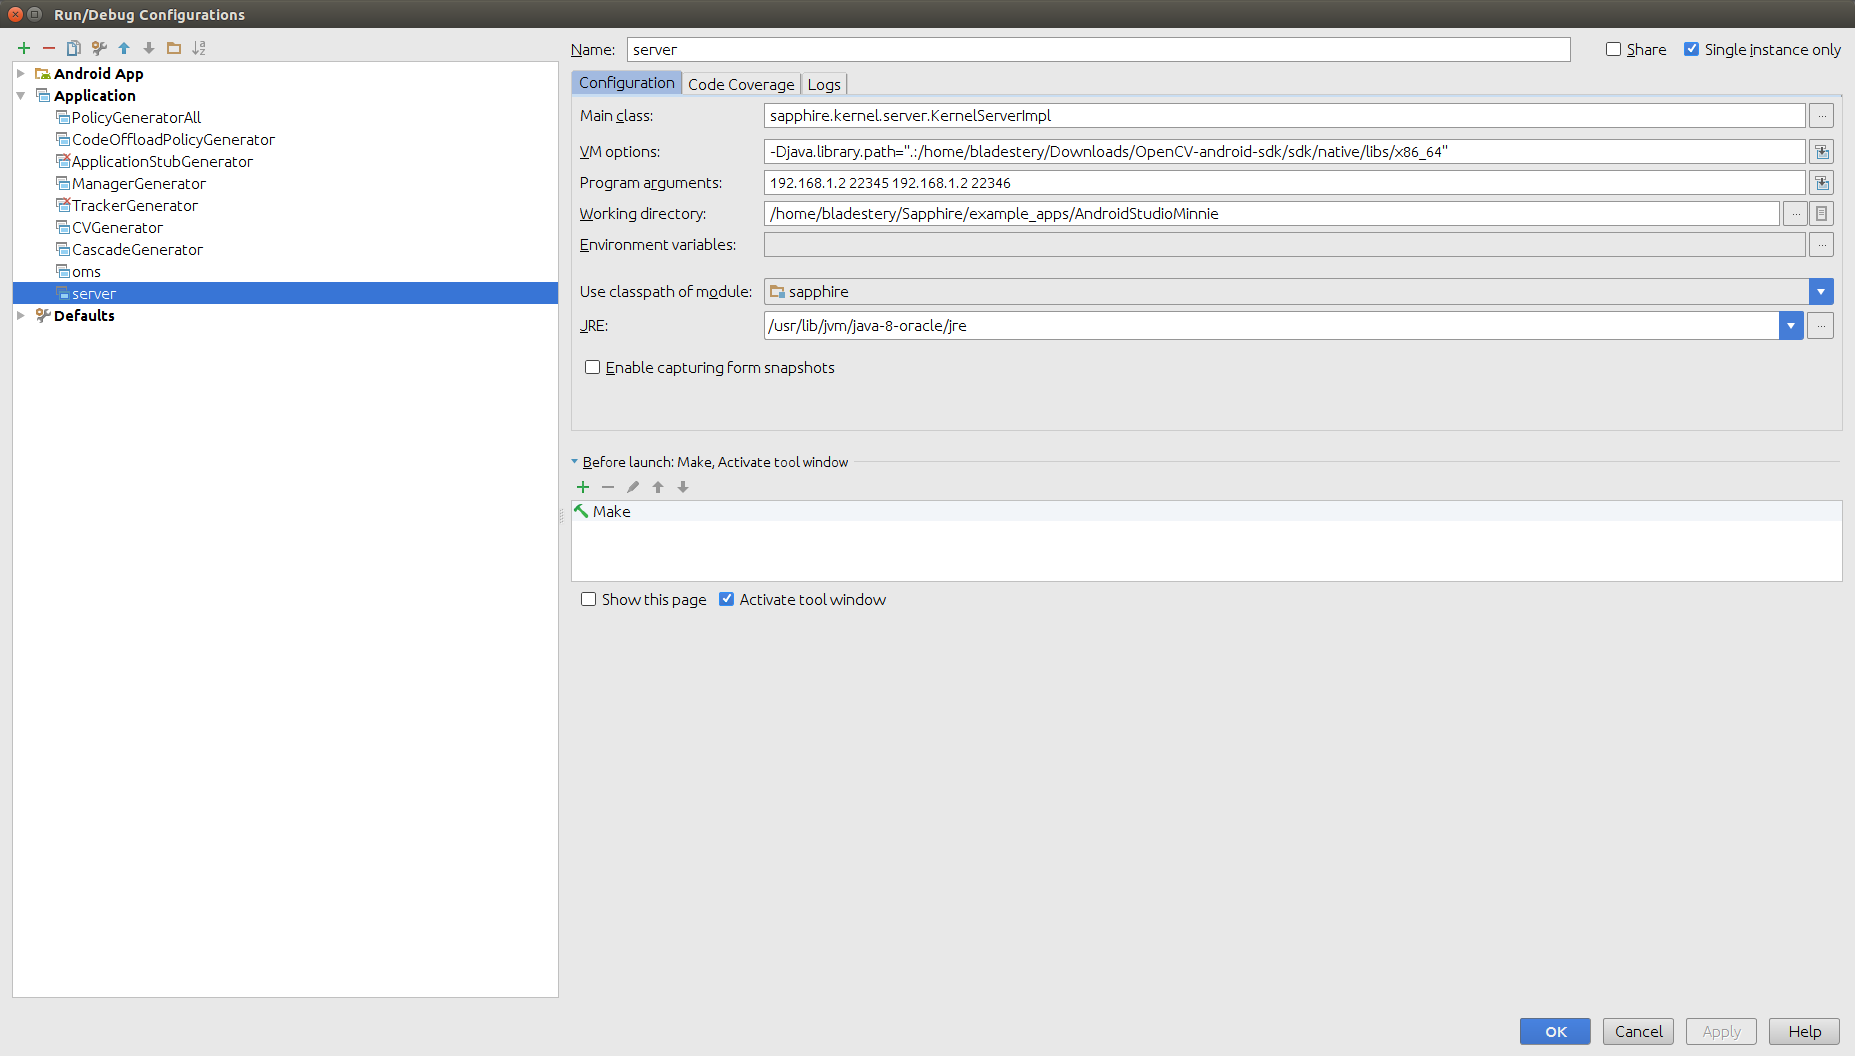 Run/Debug Configurations
Android App
Application
PolicyGeneratorAll
CodeOffloadPolicyGenerator
ApplicationStubGenerator
ManagerGenerator
TrackerGenerator
CVGenerator
CascadeGenerator
oms
server
Defaults
Name: server Share Single instance only
Configuration Code Coverage Logs
Main class: sapphire.kernel.server.KernelServerImpl ...
VM options: -Djava.library.path=".:/home/bladestery/Downloads/OpenCV-android-sdk/sdk/native/libs/x86_64"
Program arguments: 192.168.1.2 22345 192.168.1.2 22346
Working directory: /home/bladestery/Sapphire/example_apps/AndroidStudioMinnie ...
Environment variables: ...
Use classpath of module: sapphire
JRE: /usr/lib/jvm/java-8-oracle/jre ...
Enable capturing form snapshots
Before launch: Make, Activate tool window
Make
Show this page Activate tool window
OK Cancel Apply Help